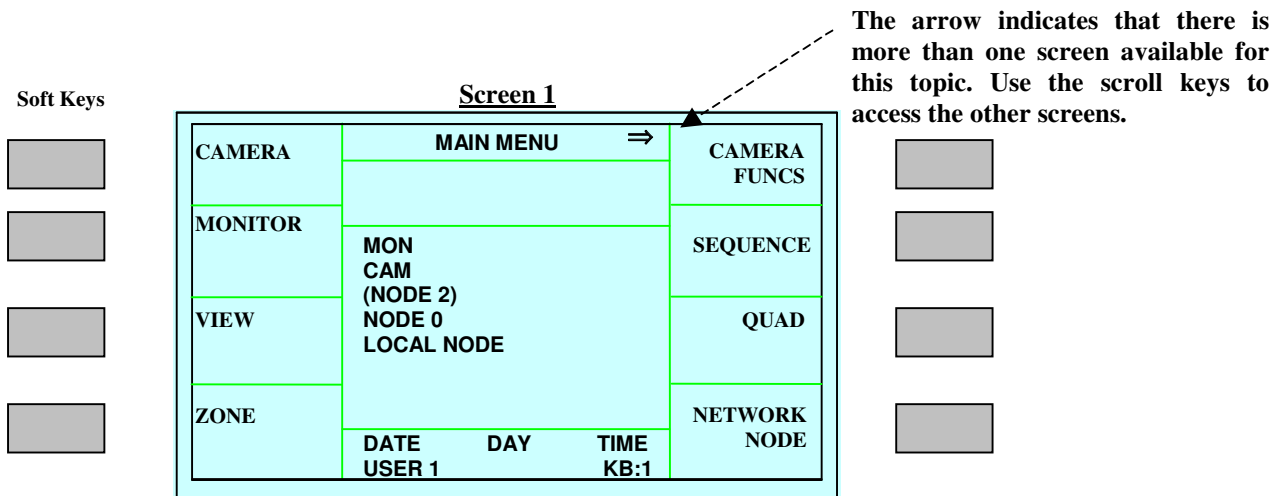 The arrow indicates that there is
more than one screen available for
this topic. Use the scroll keys to
access the other screens.
Soft Keys
Screen 1
CAMERA
MAIN MENU ⇒
CAMERA
FUNCS
MONITOR
SEQUENCE
MON
CAM
(NODE 2)
NODE 0
LOCAL NODE
VIEW
QUAD
ZONE
NETWORK
NODE
DATE DAY TIME
USER 1 KB:1